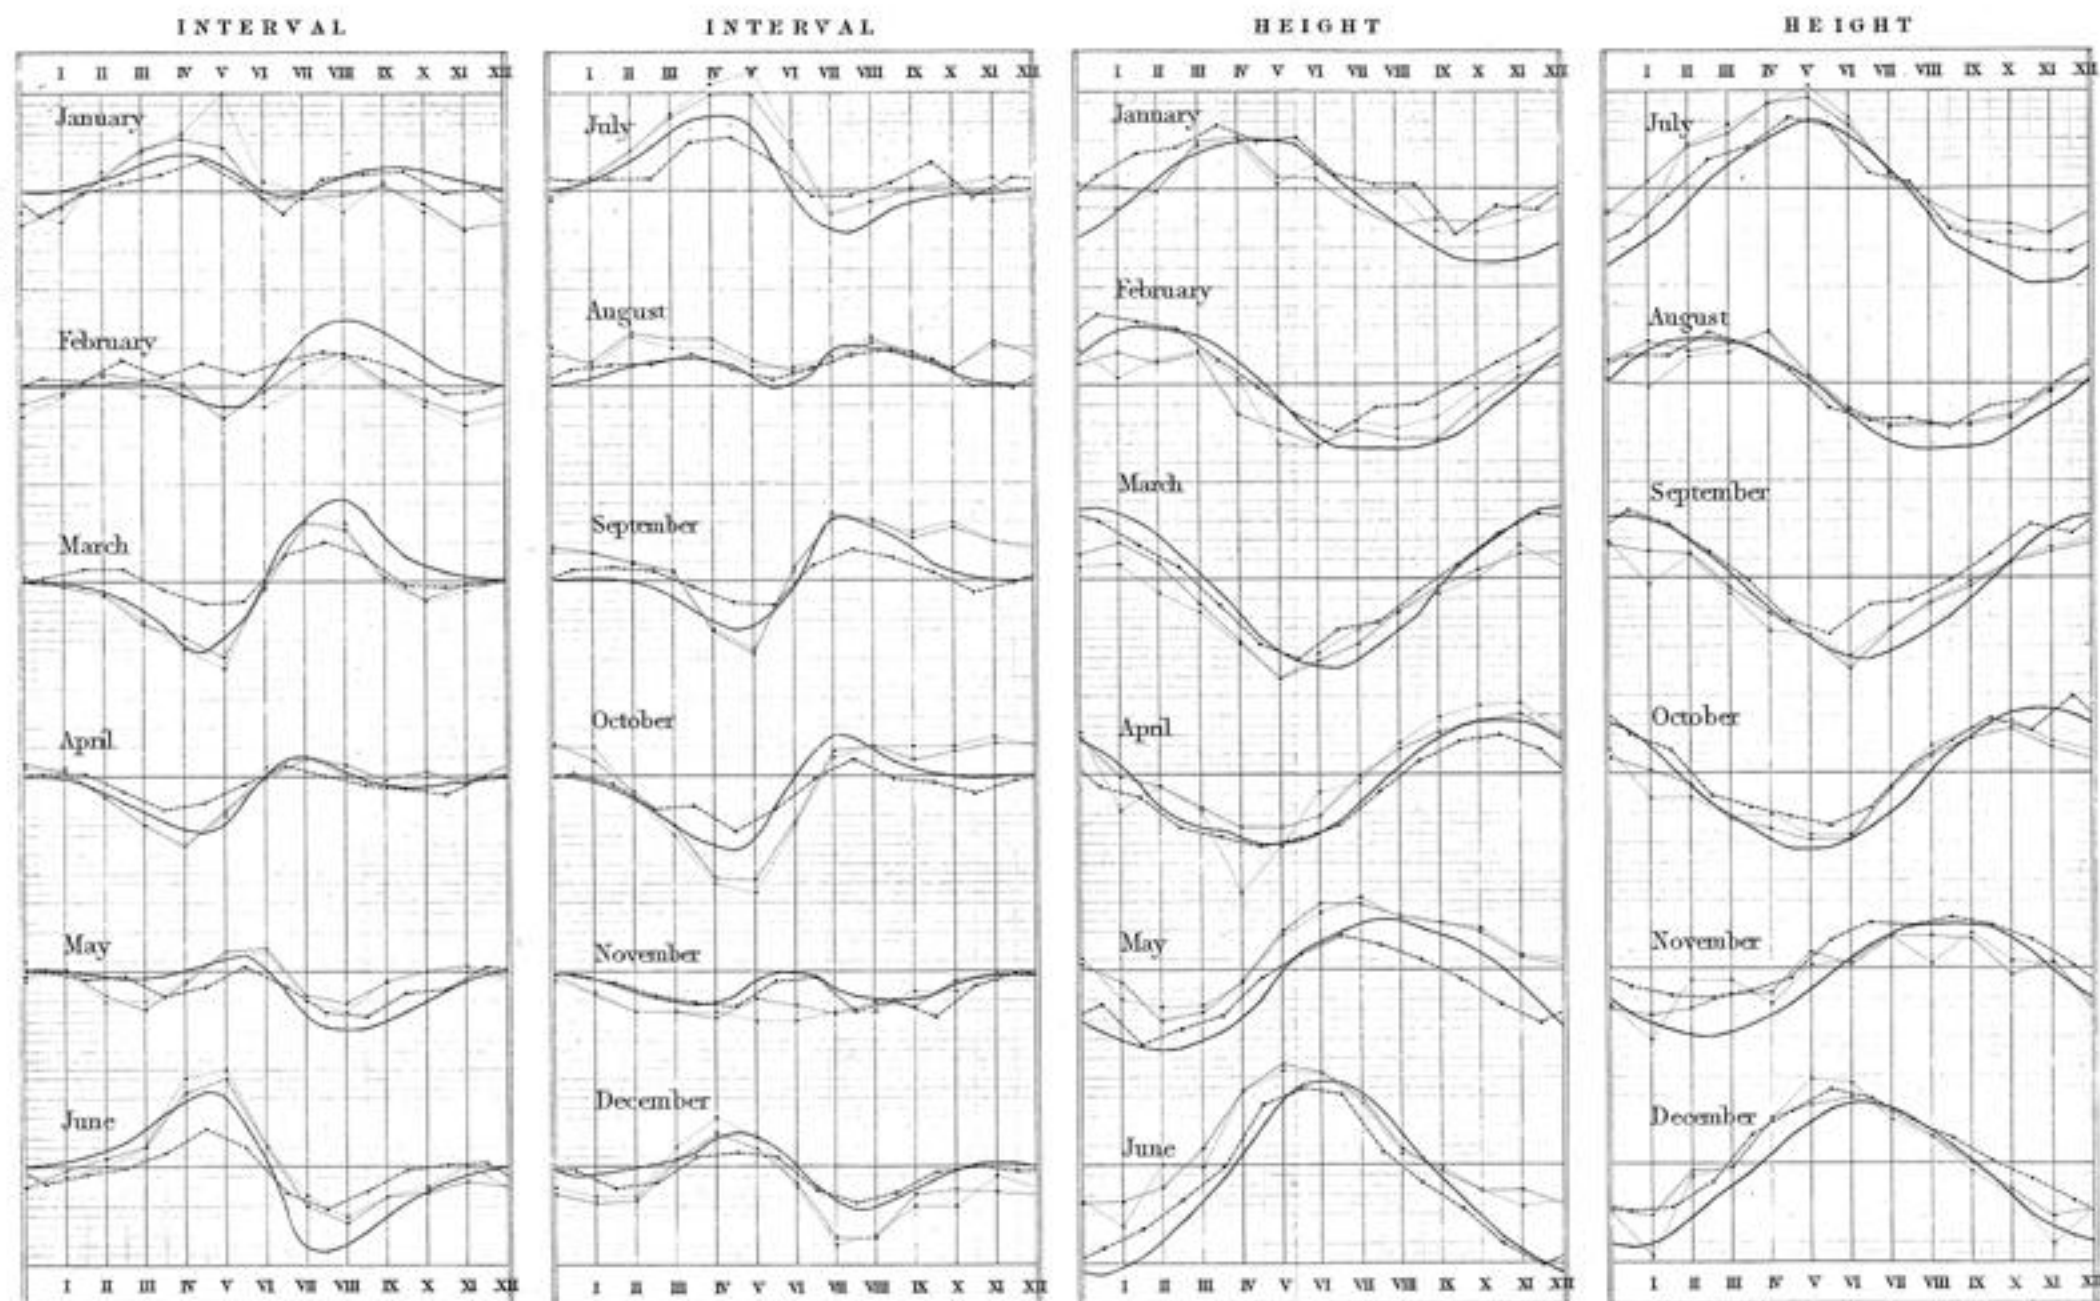 INTERVAL
I II III IV V VI VII VIII IX X XI XII
January
February
March
April
May
June
I II III IV V VI VII VIII IX X XI XII
INTERVAL
I II III IV V VI VII VIII IX X XI XII
July
August
September
October
November
December
I II III IV V VI VII VIII IX X XI XII
HEIGHT
I II III IV V VI VII VIII IX X XI XII
January
February
March
April
May
June
I II III IV V VI VII VIII IX X XI XII
HEIGHT
I II III IV V VI VII VIII IX X XI XII
July
August
September
October
November
December
I II III IV V VI VII VIII IX X XI XII